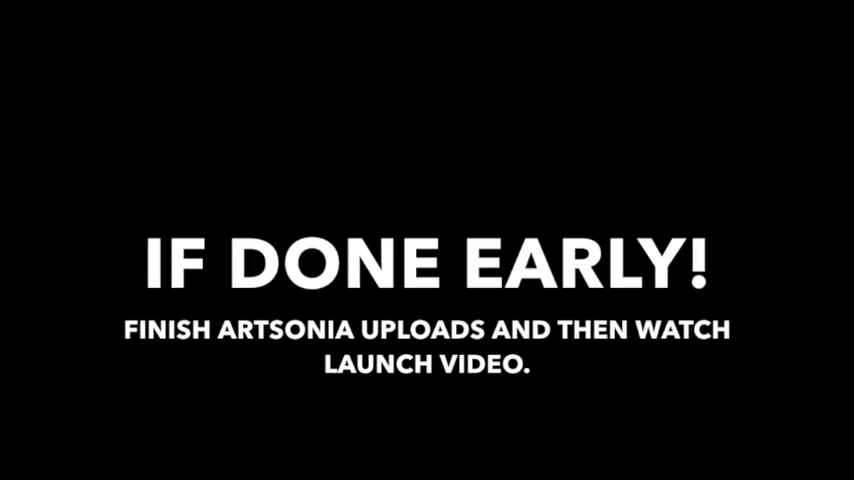 IF DONE EARLY!
FINISH ARTSONIA UPLOADS AND THEN WATCH
LAUNCH VIDEO.